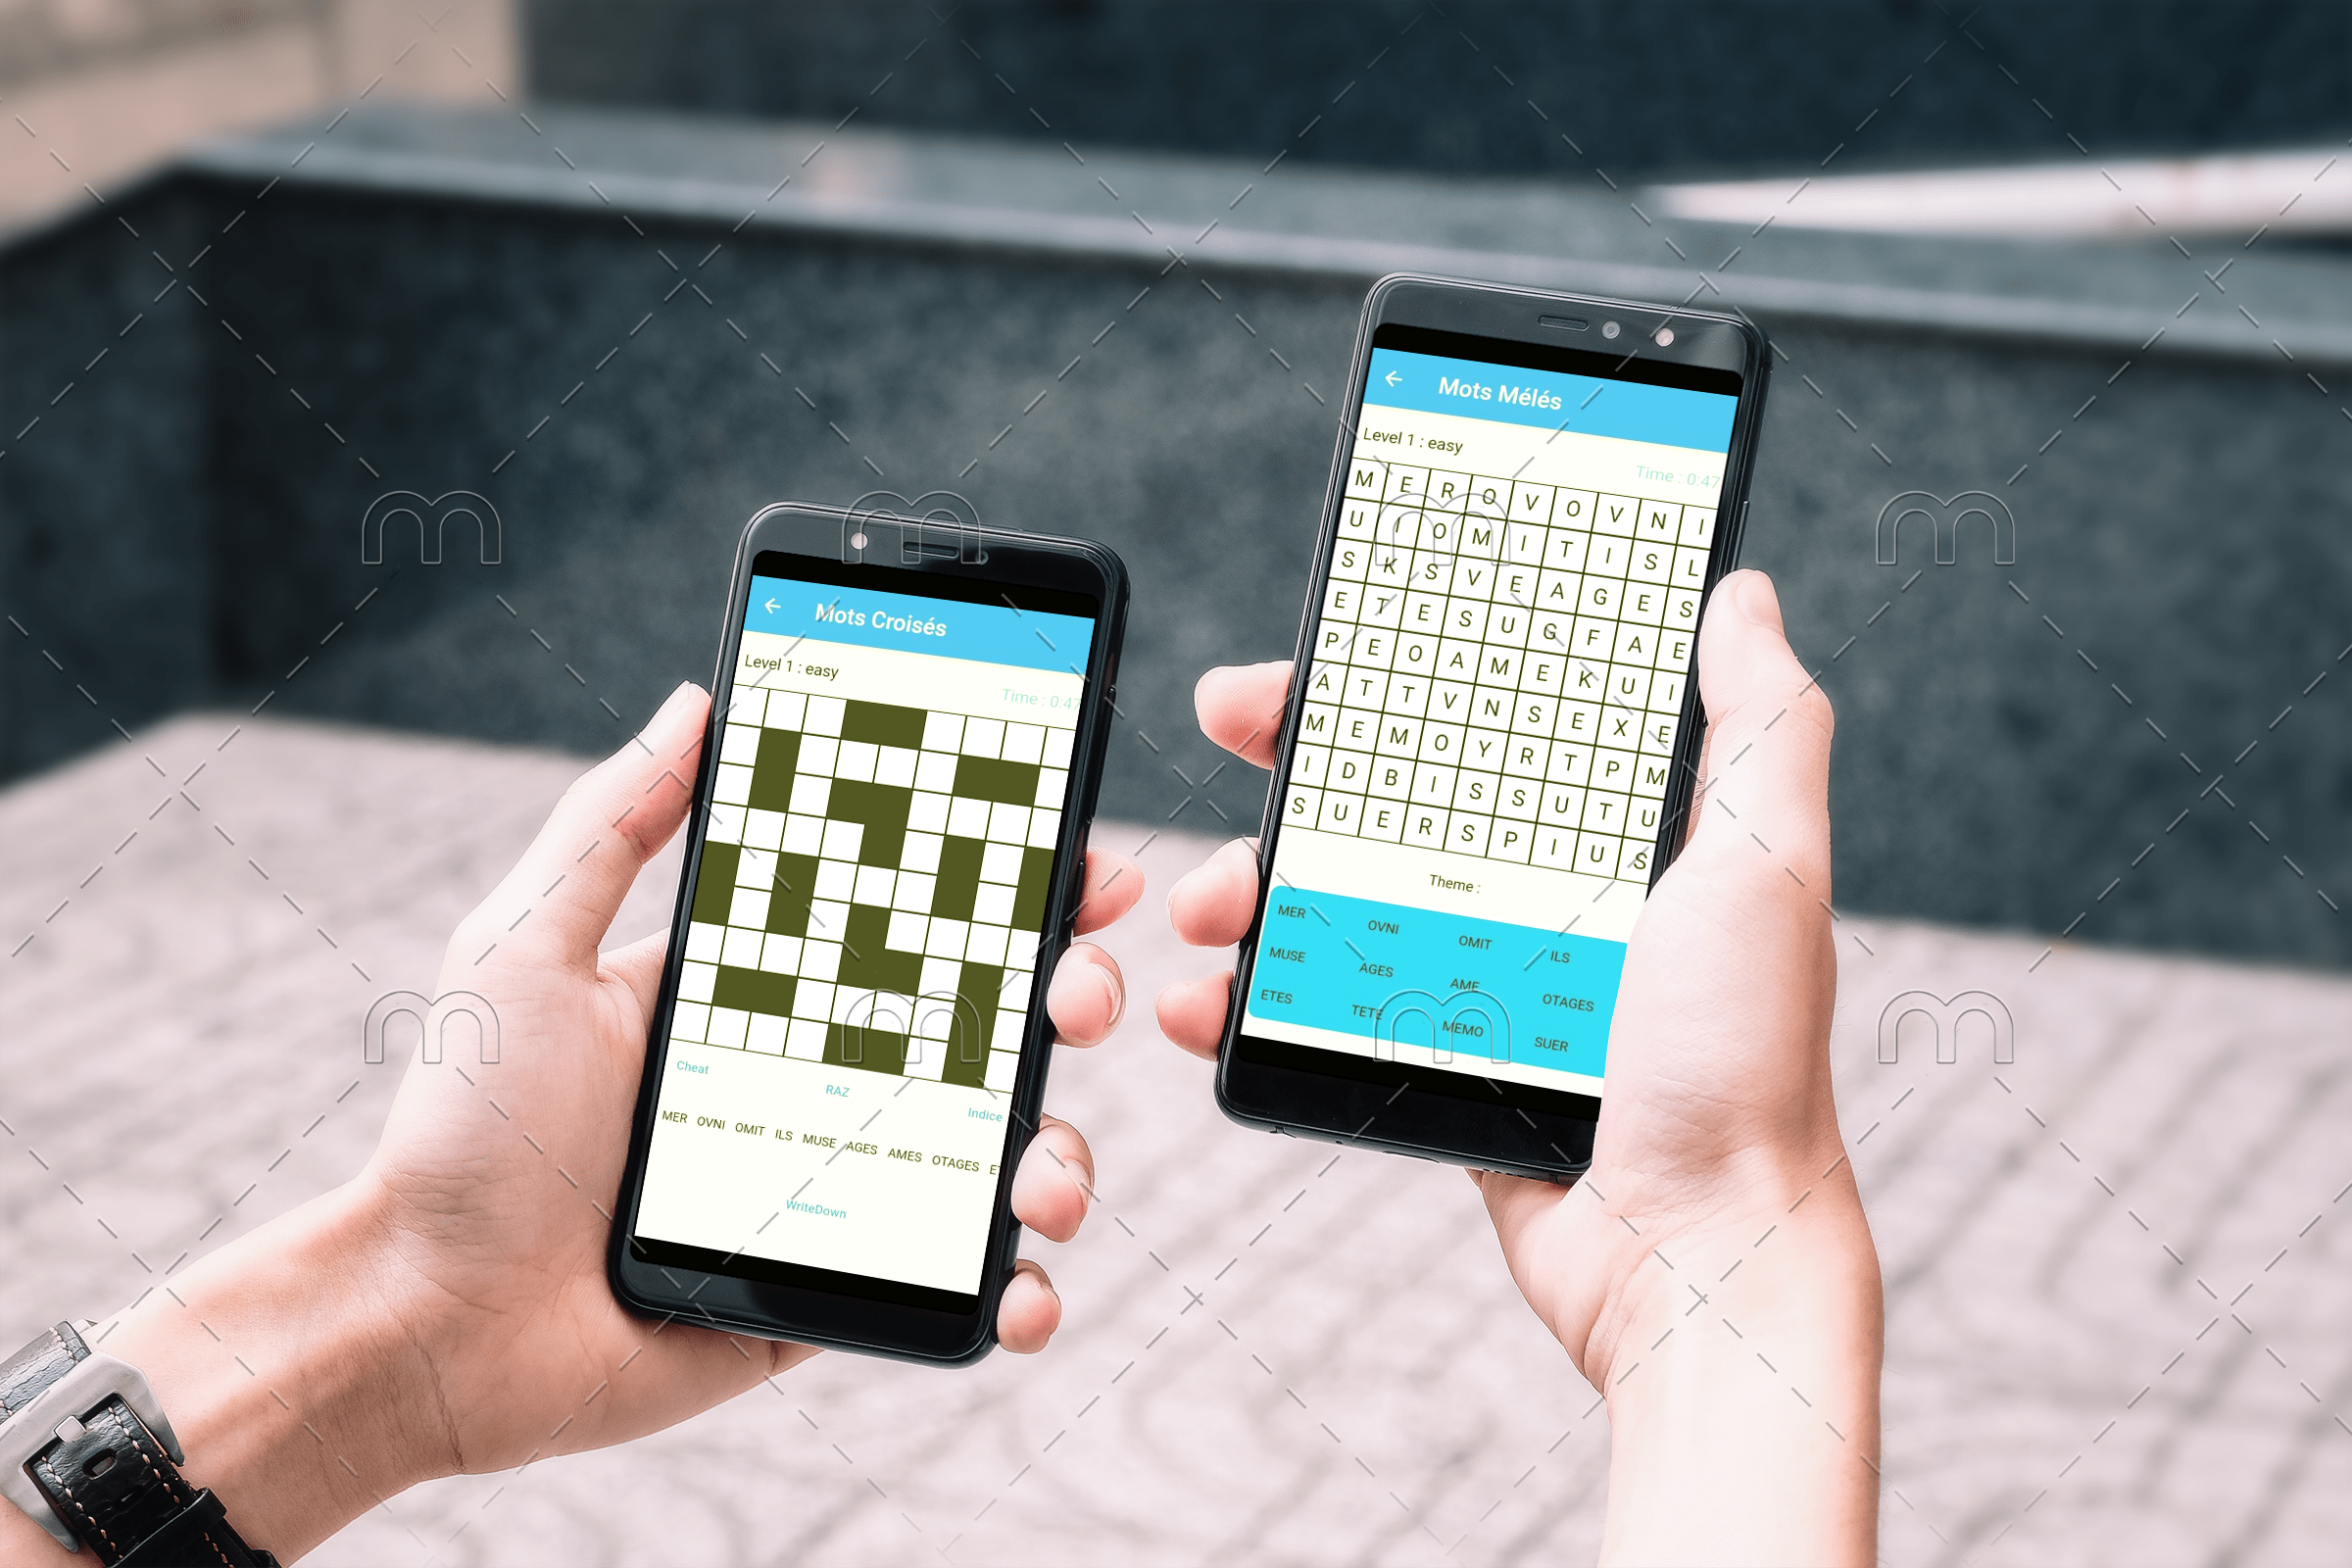 Mots Croisés
Level 1 : easy
Time : 0:47
Cheat
RAZ
Indice
MER OVNI OMIT ILS MUSE AGES AMES OTAGES ET
WriteDown
Mots Mélés
Level 1 : easy
Time : 0:47
M E R O V O V N I
U I O M I T I S L
S K S V E A G E S
E T E S U G F A E
P E O A M E K U I
A T T V N S E X E
M E M O Y R T P M
I D B I S S U T U
S U E R S P I U S
Theme :
MER OVNI OMIT ILS
MUSE AGES AME OTAGES
ETES TETE MEMO SUER